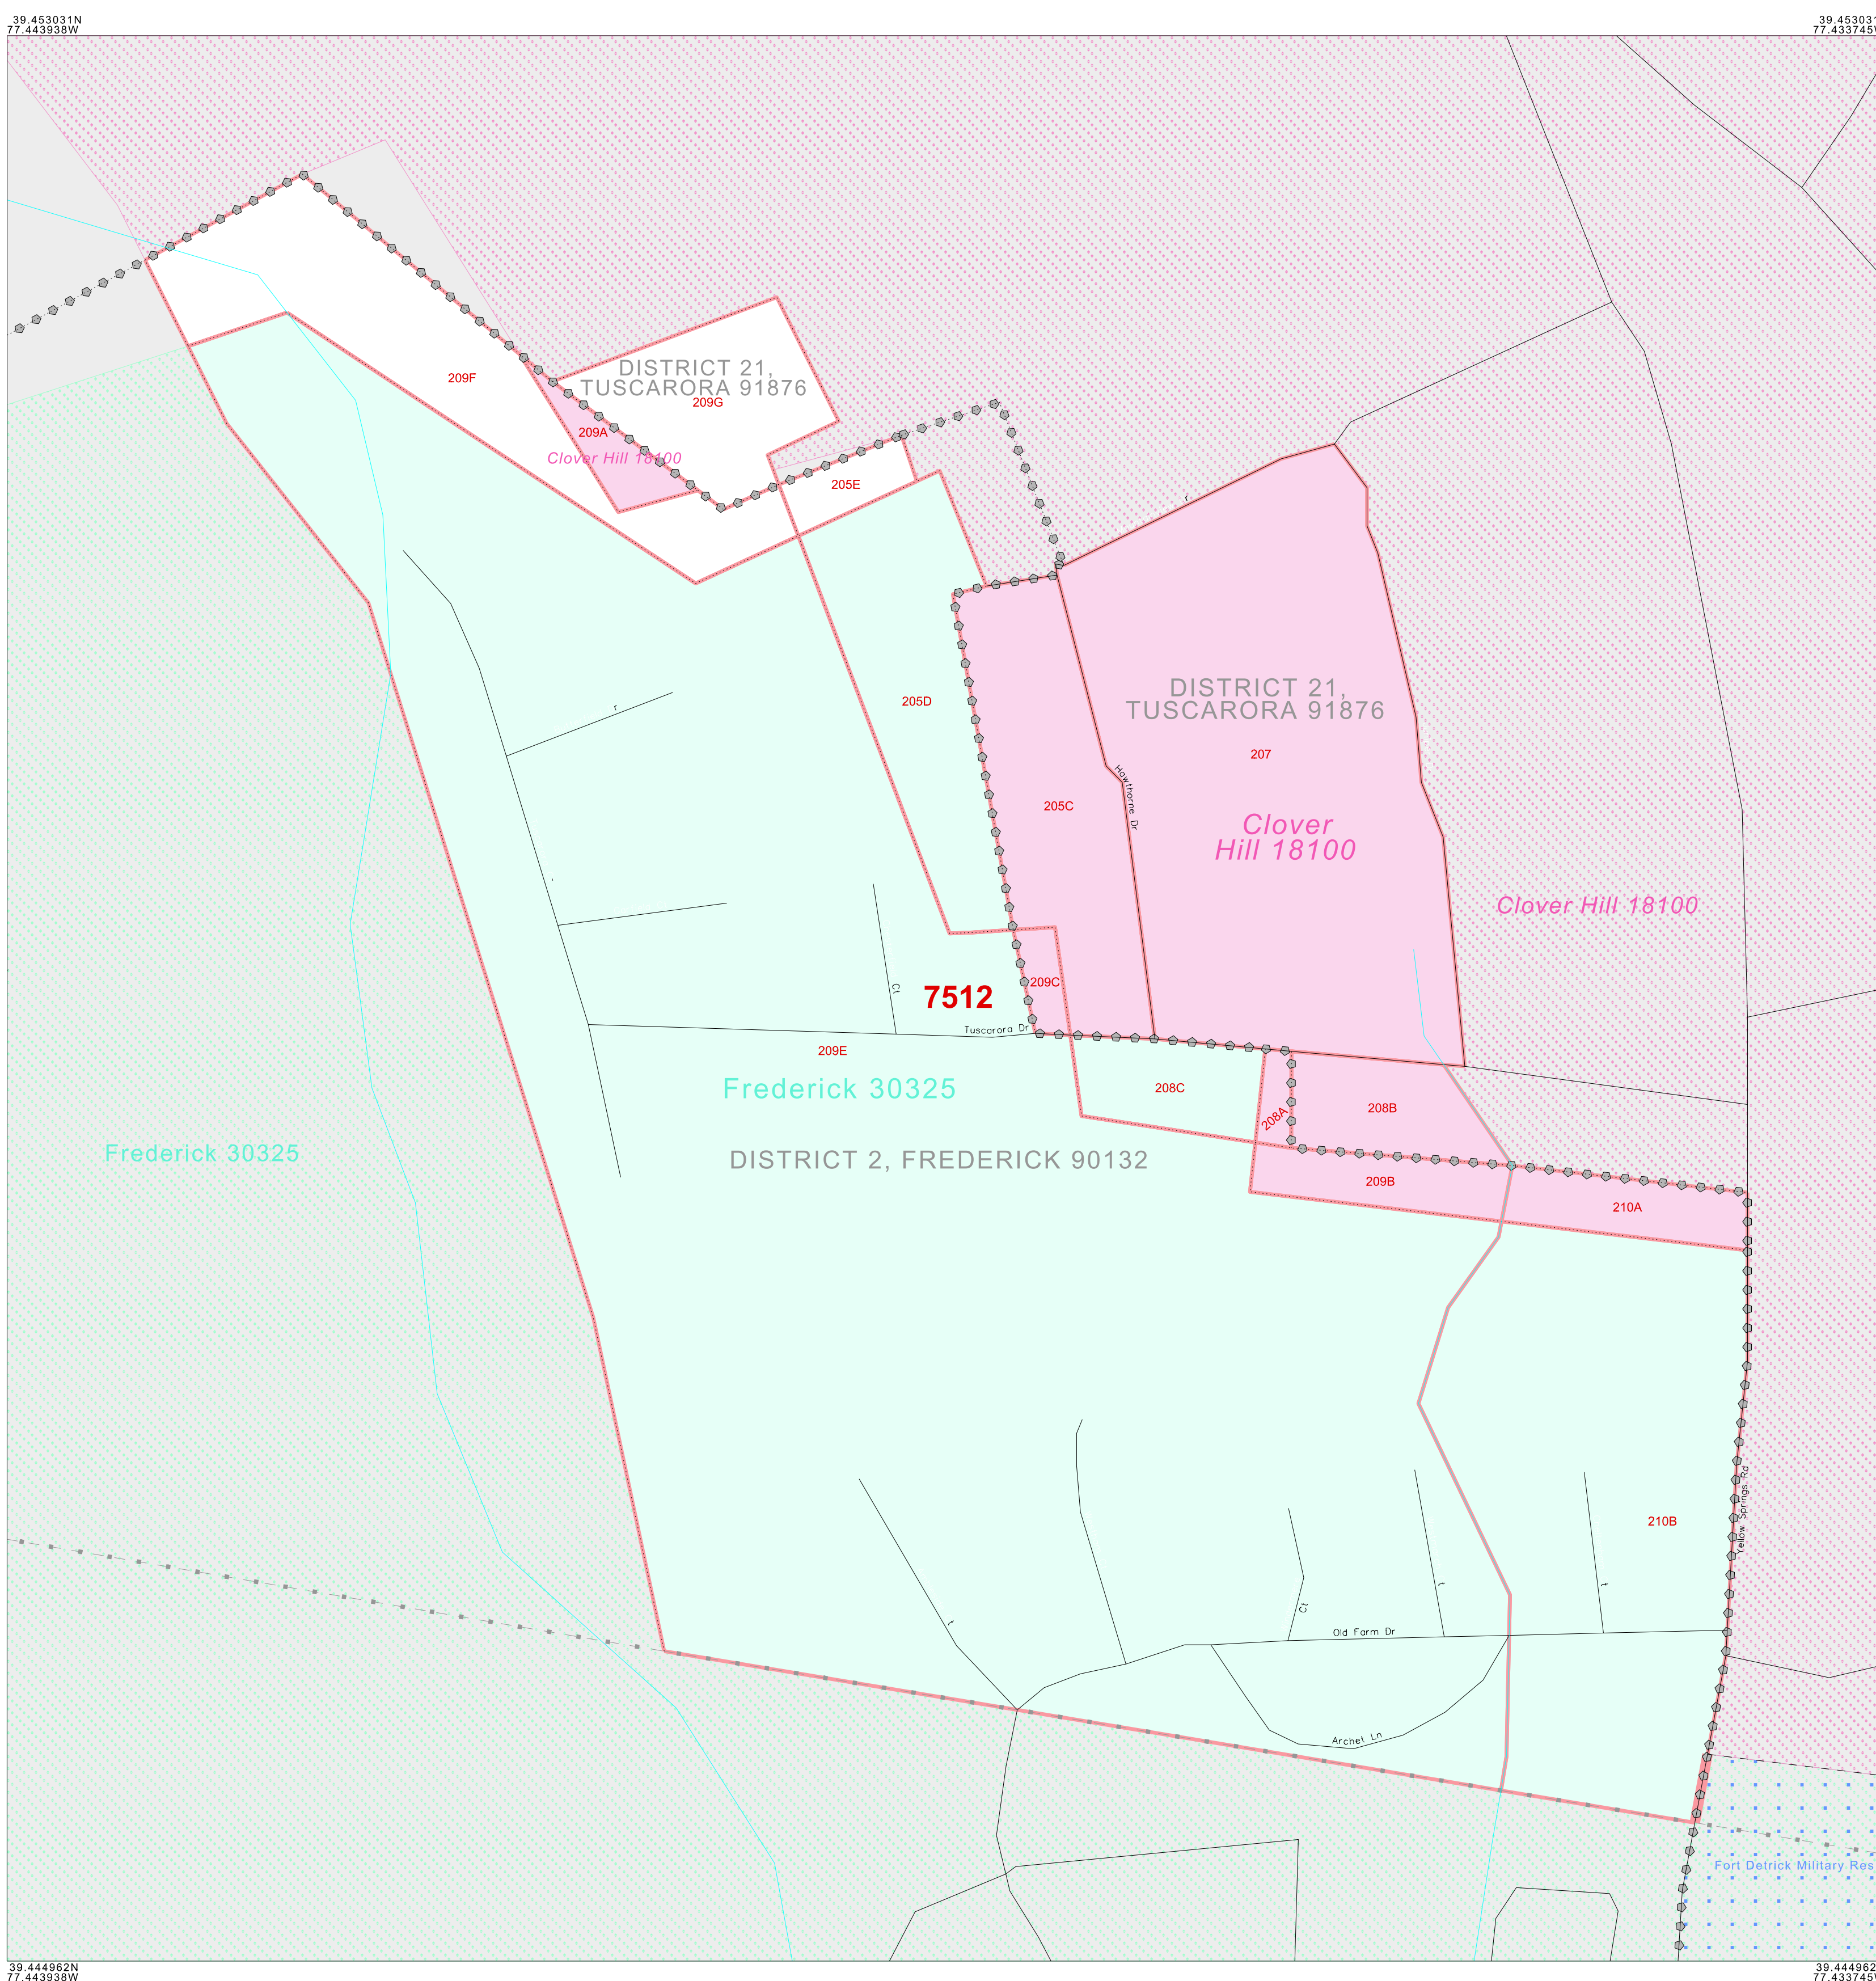 39.453031N
77.443938W
39.453031
77.433745W
DISTRICT 21,
TUSCARORA 91876
209F
209G
209A
Clover Hill 18100
205E
r
DISTRICT 21,
TUSCARORA 91876
205D
r
207
Hawthorne Dr
205C
Clover
Hill 18100
Clover Hill 18100
209C
Ct
7512
Tuscarora Dr
209E
Frederick 30325
208C
208A
208B
Frederick 30325
DISTRICT 2, FREDERICK 90132
209B
210A
210B
Yellow Springs Rd
t
Ct
t
t
Old Farm Dr
Archet Ln
Fort Detrick Military Res
39.444962N
77.443938W
39.444962
77.433745W